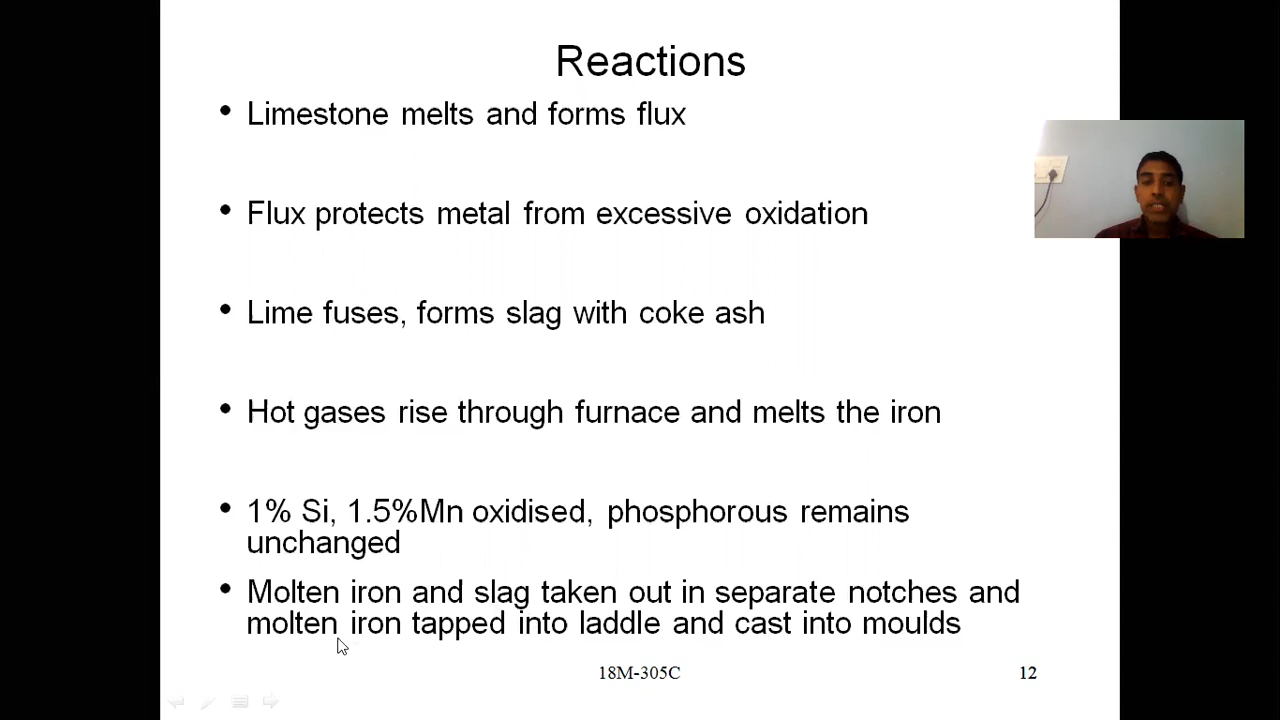 Reactions
• Limestone melts and forms flux
• Flux protects metal from excessive oxidation
• Lime fuses, forms slag with coke ash
• Hot gases rise through furnace and melts the iron
• 1% Si, 1.5%Mn oxidised, phosphorous remains
unchanged
• Molten iron and slag taken out in separate notches and
molten iron tapped into laddle and cast into moulds
18M-305C 12